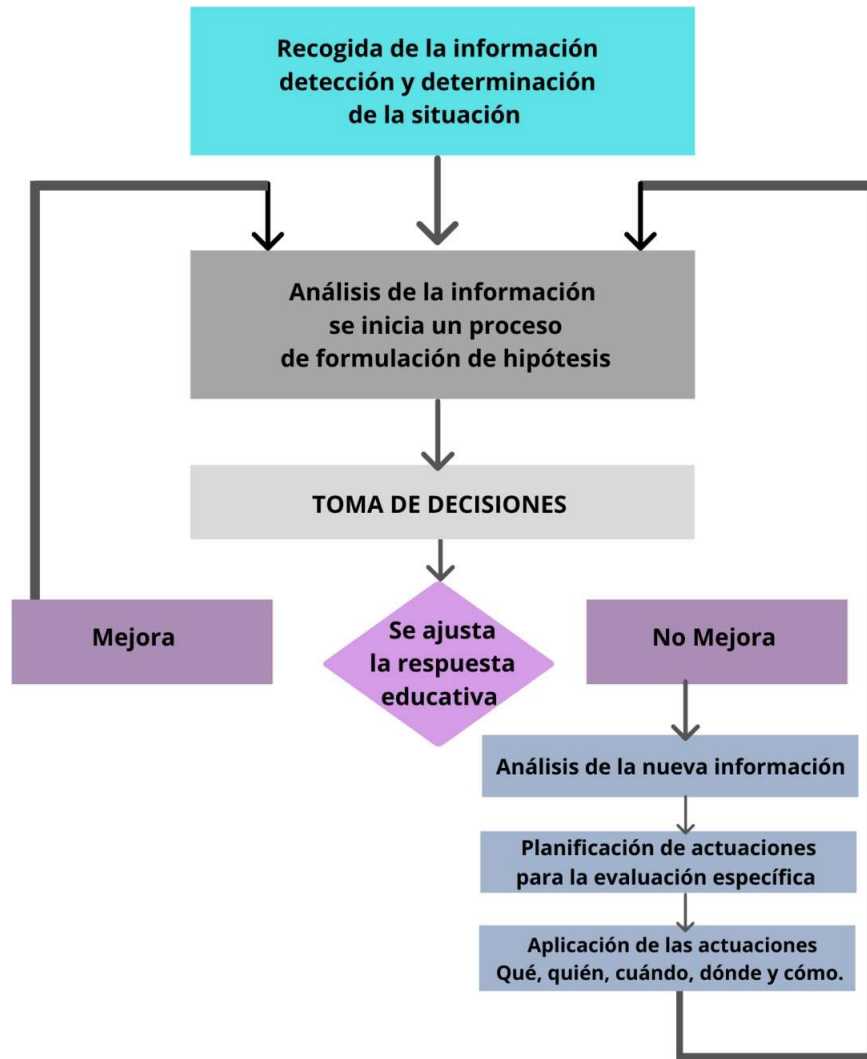 Recogida de la información
detección y determinación
de la situación
Análisis de la información
se inicia un proceso
de formulación de hipótesis
TOMA DE DECISIONES
Mejora
Se ajusta
la respuesta
educativa
No Mejora
Análisis de la nueva información
Planificación de actuaciones
para la evaluación específica
Aplicación de las actuaciones
Qué, quién, cuándo, dónde y cómo.